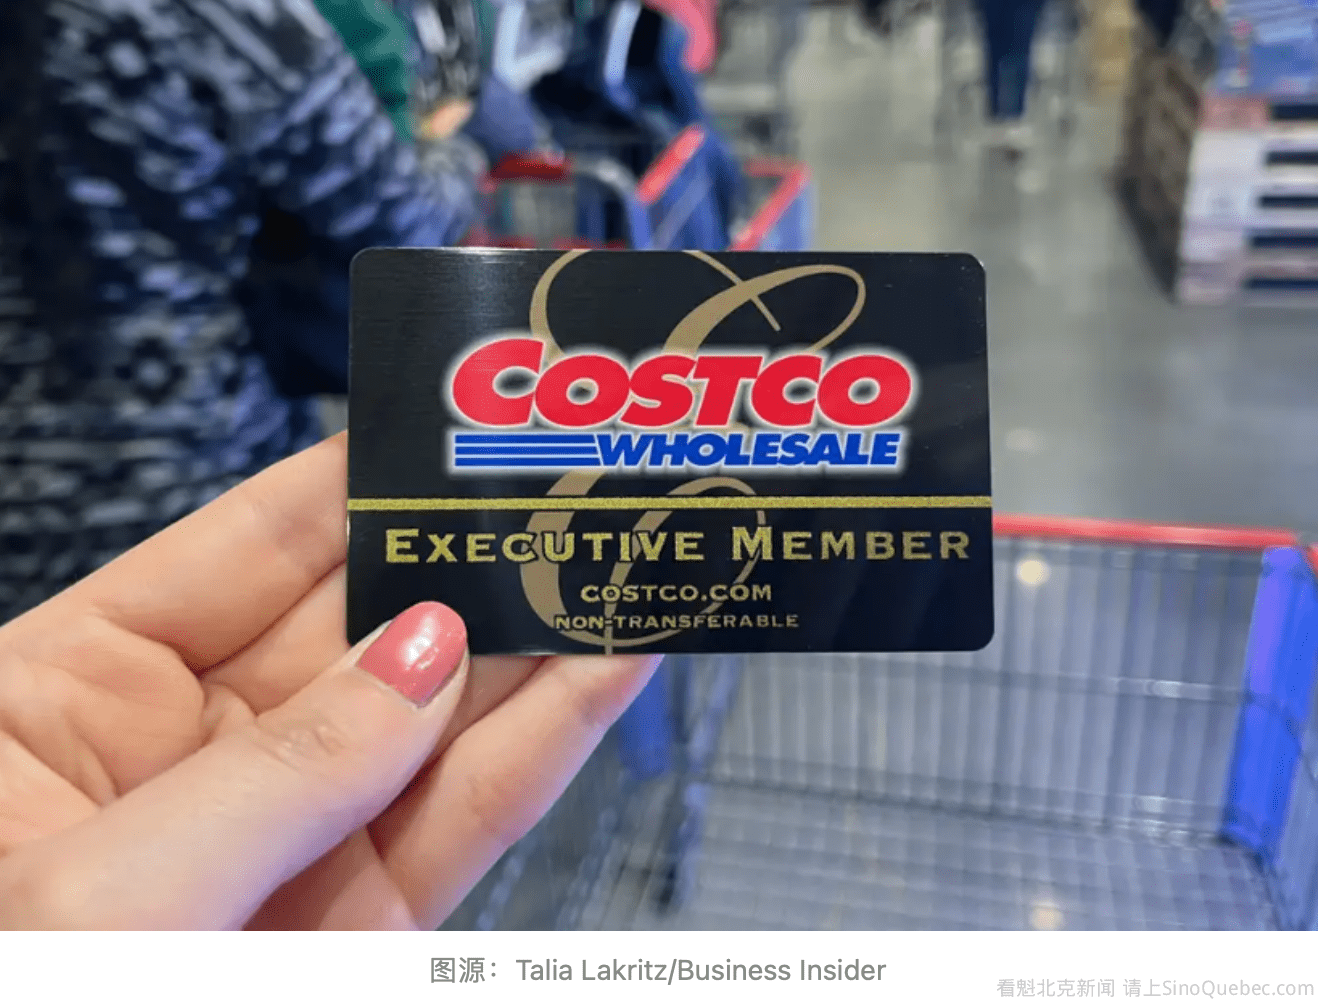 COSTCO
WHOLESALE
EXECUTIVE MEMBER
COSTCO.COM
NON-TRANSFERABLE
图源：Talia Lakritz/Business Insider
看魁北克新闻 请上SinoQuebec.com